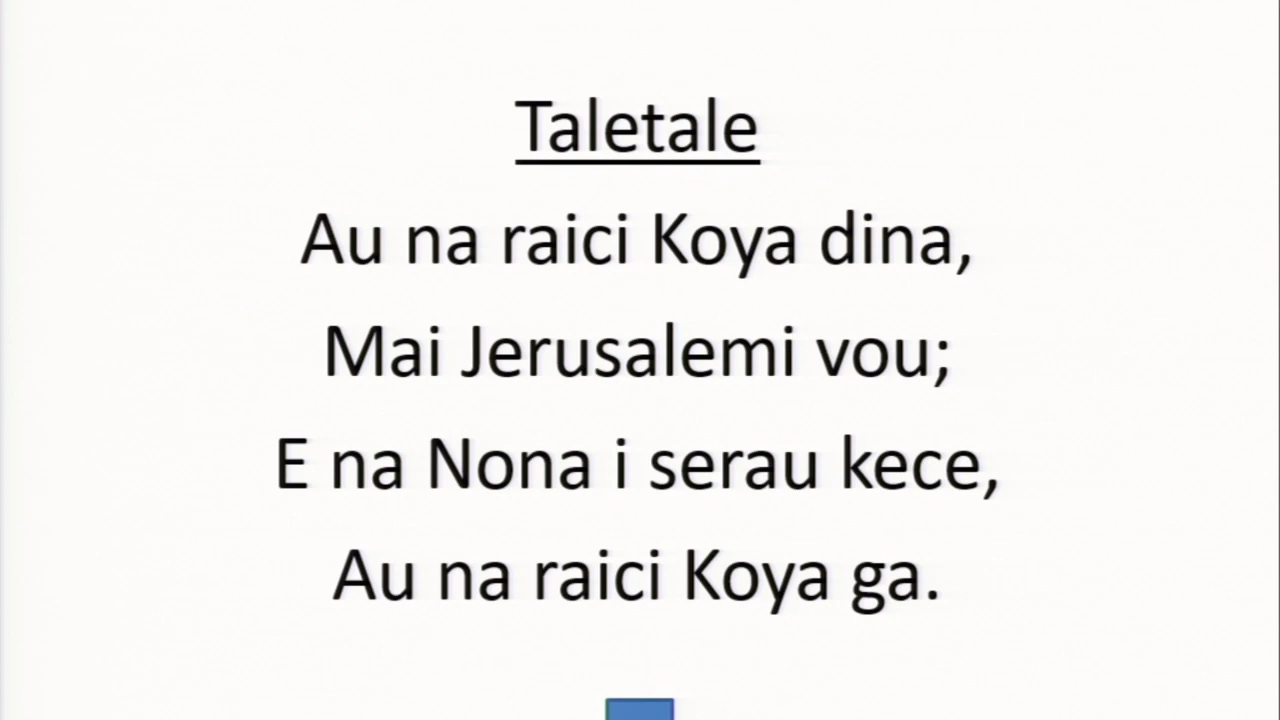 Taletale
Au na raici Koya dina,
Mai Jerusalemi vou;
E na Nona i serau kece,
Au na raici Koya ga.